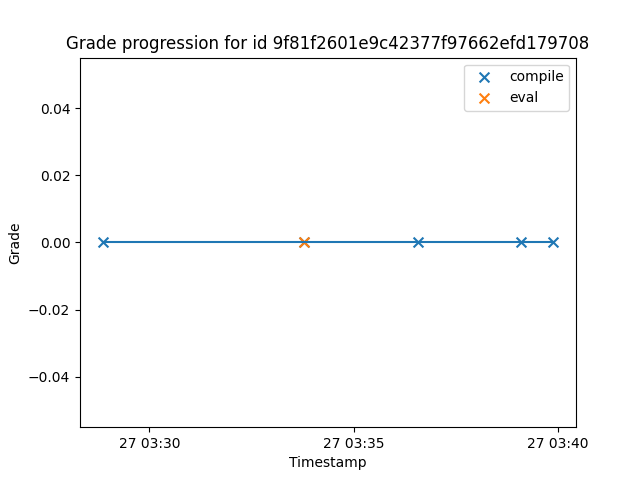 Grade progression for id 9f81f2601e9c42377f97662efd179708
compile
eval
0.04
0.02
0.00
−0.02
−0.04
Grade
27 03:30
27 03:35
27 03:40
Timestamp